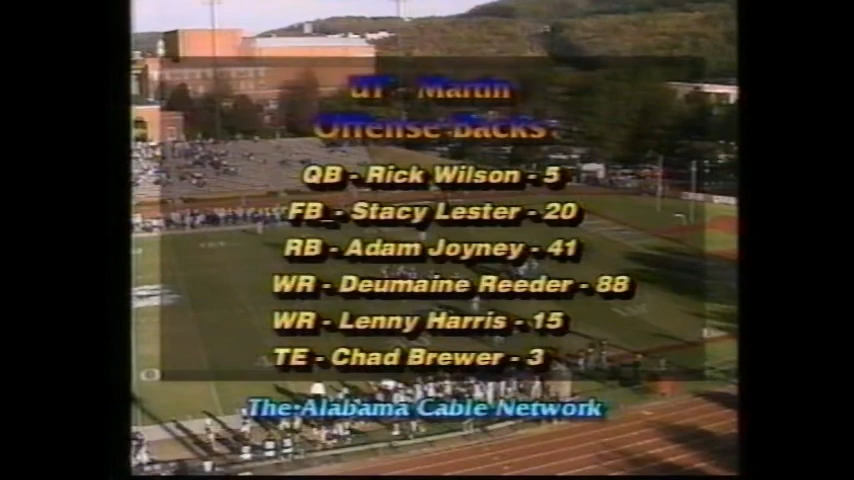 UT - Martin
Offense Backs
QB - Rick Wilson - 5
FB - Stacy Lester - 20
RB - Adam Joyney - 41
WR - Deumaine Reeder - 88
WR - Lenny Harris - 15
TE - Chad Brewer - 3
The Alabama Cable Network